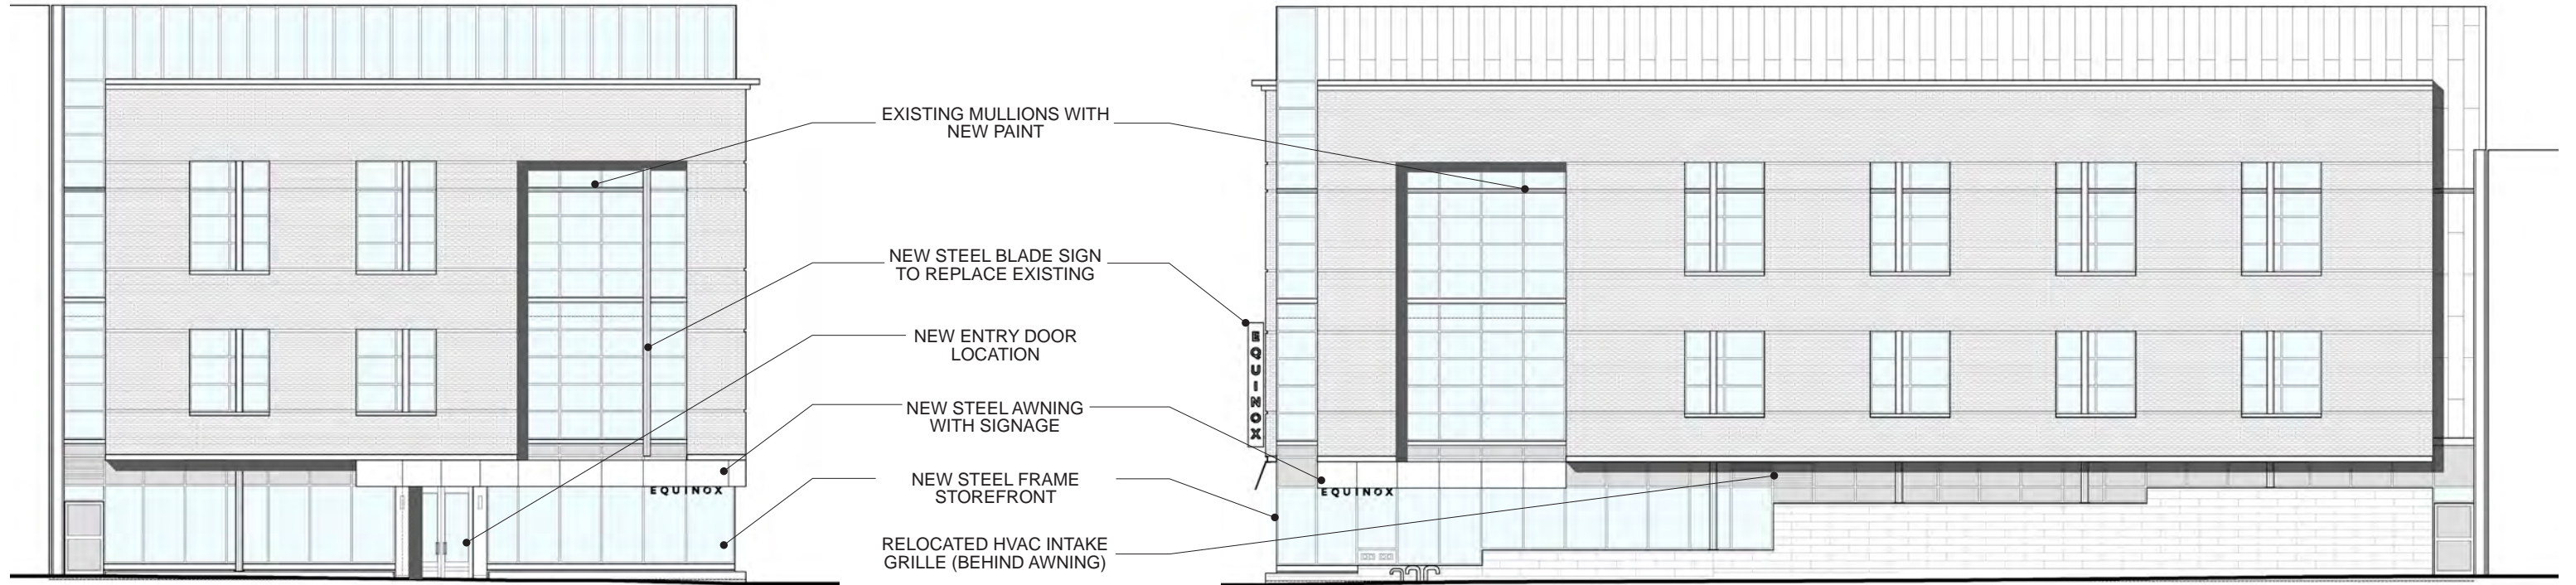 EXISTING MULLIONS WITH
NEW PAINT
NEW STEEL BLADE SIGN
TO REPLACE EXISTING
NEW ENTRY DOOR
LOCATION
NEW STEEL AWNING
WITH SIGNAGE
NEW STEEL FRAME
STOREFRONT
RELOCATED HVAC INTAKE
GRILLE (BEHIND AWNING)
EQUINOX
EQUINOX
EQUINOX